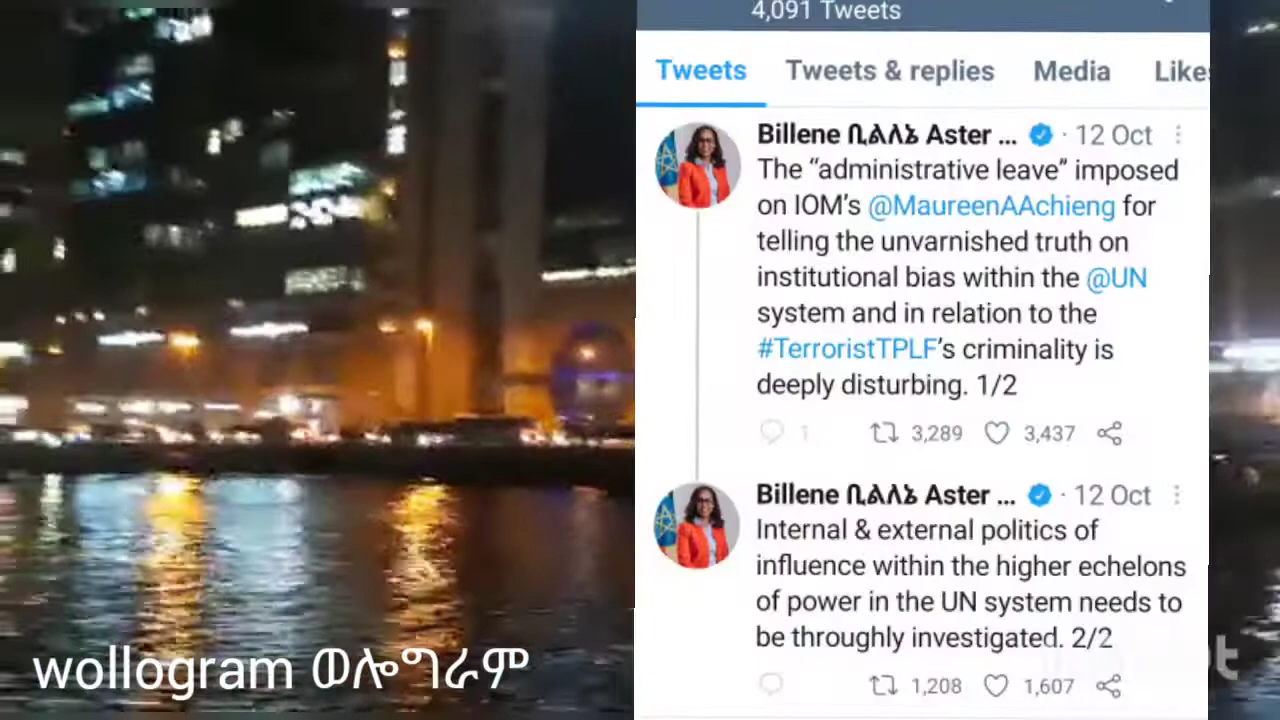 4,091 Tweets
Tweets Tweets & replies Media Like
Billene ቢልለኔ Aster ... · 12 Oct
The “administrative leave” imposed
on IOM’s @MaureenAAchieng for
telling the unvarnished truth on
institutional bias within the @UN
system and in relation to the
#TerroristTPLF’s criminality is
deeply disturbing. 1/2
1 3,289 3,437
Billene ቢልለኔ Aster ... · 12 Oct
Internal & external politics of
influence within the higher echelons
of power in the UN system needs to
be throughly investigated. 2/2
1,208 1,607
wollogram ወሎግራም